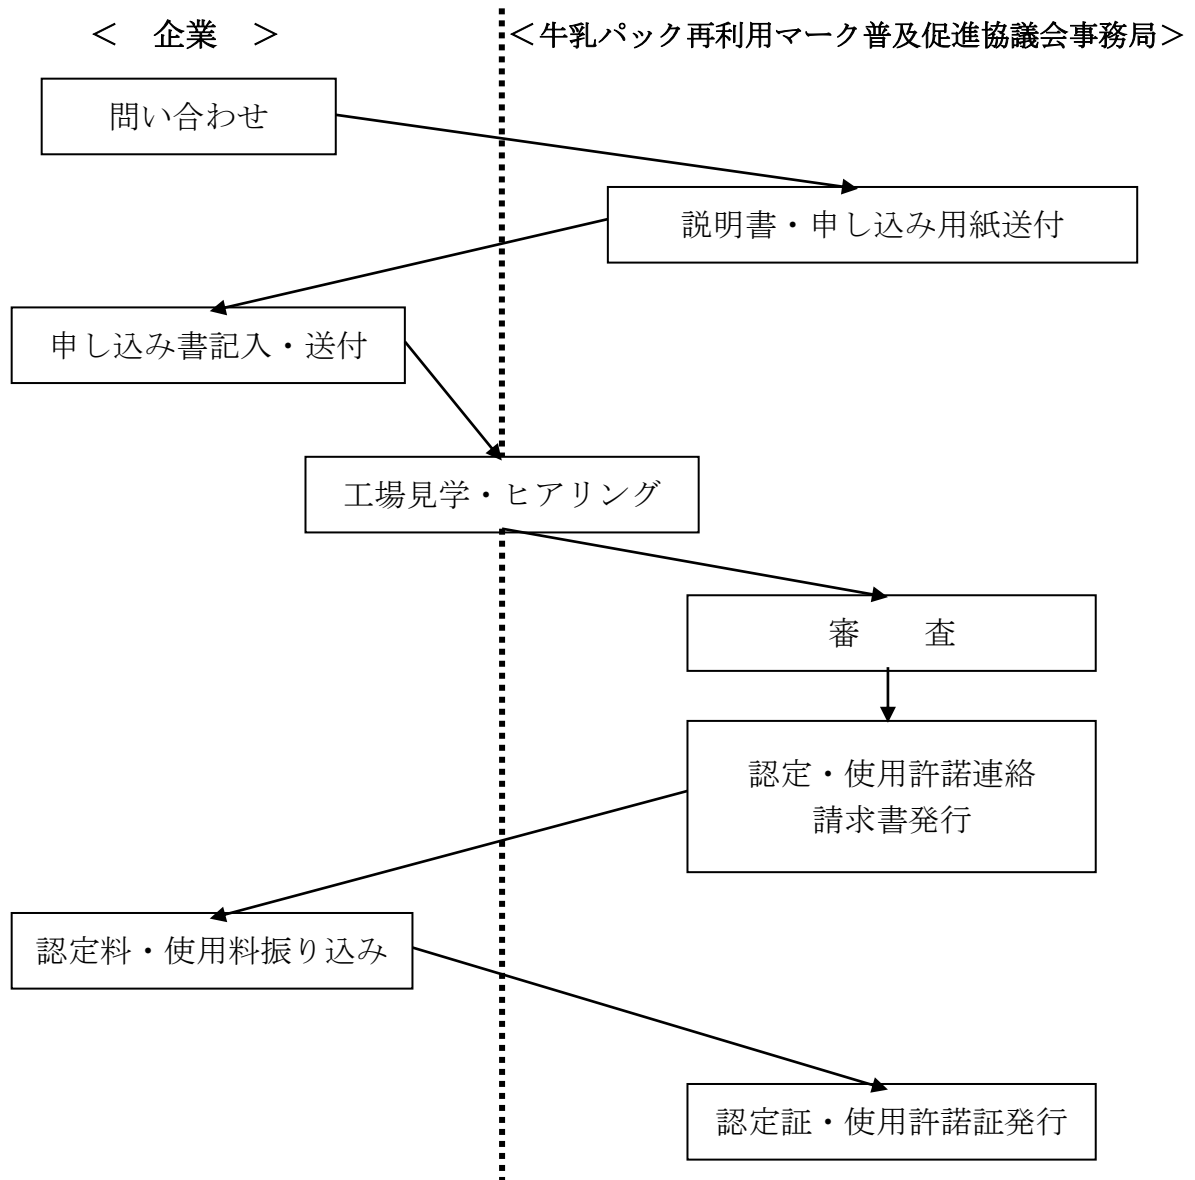 ＜　企業　＞
＜牛乳パック再利用マーク普及促進協議会事務局＞
問い合わせ
説明書・申し込み用紙送付
申し込み書記入・送付
工場見学・ヒアリング
審　　査
認定・使用許諾連絡
請求書発行
認定料・使用料振り込み
認定証・使用許諾証発行